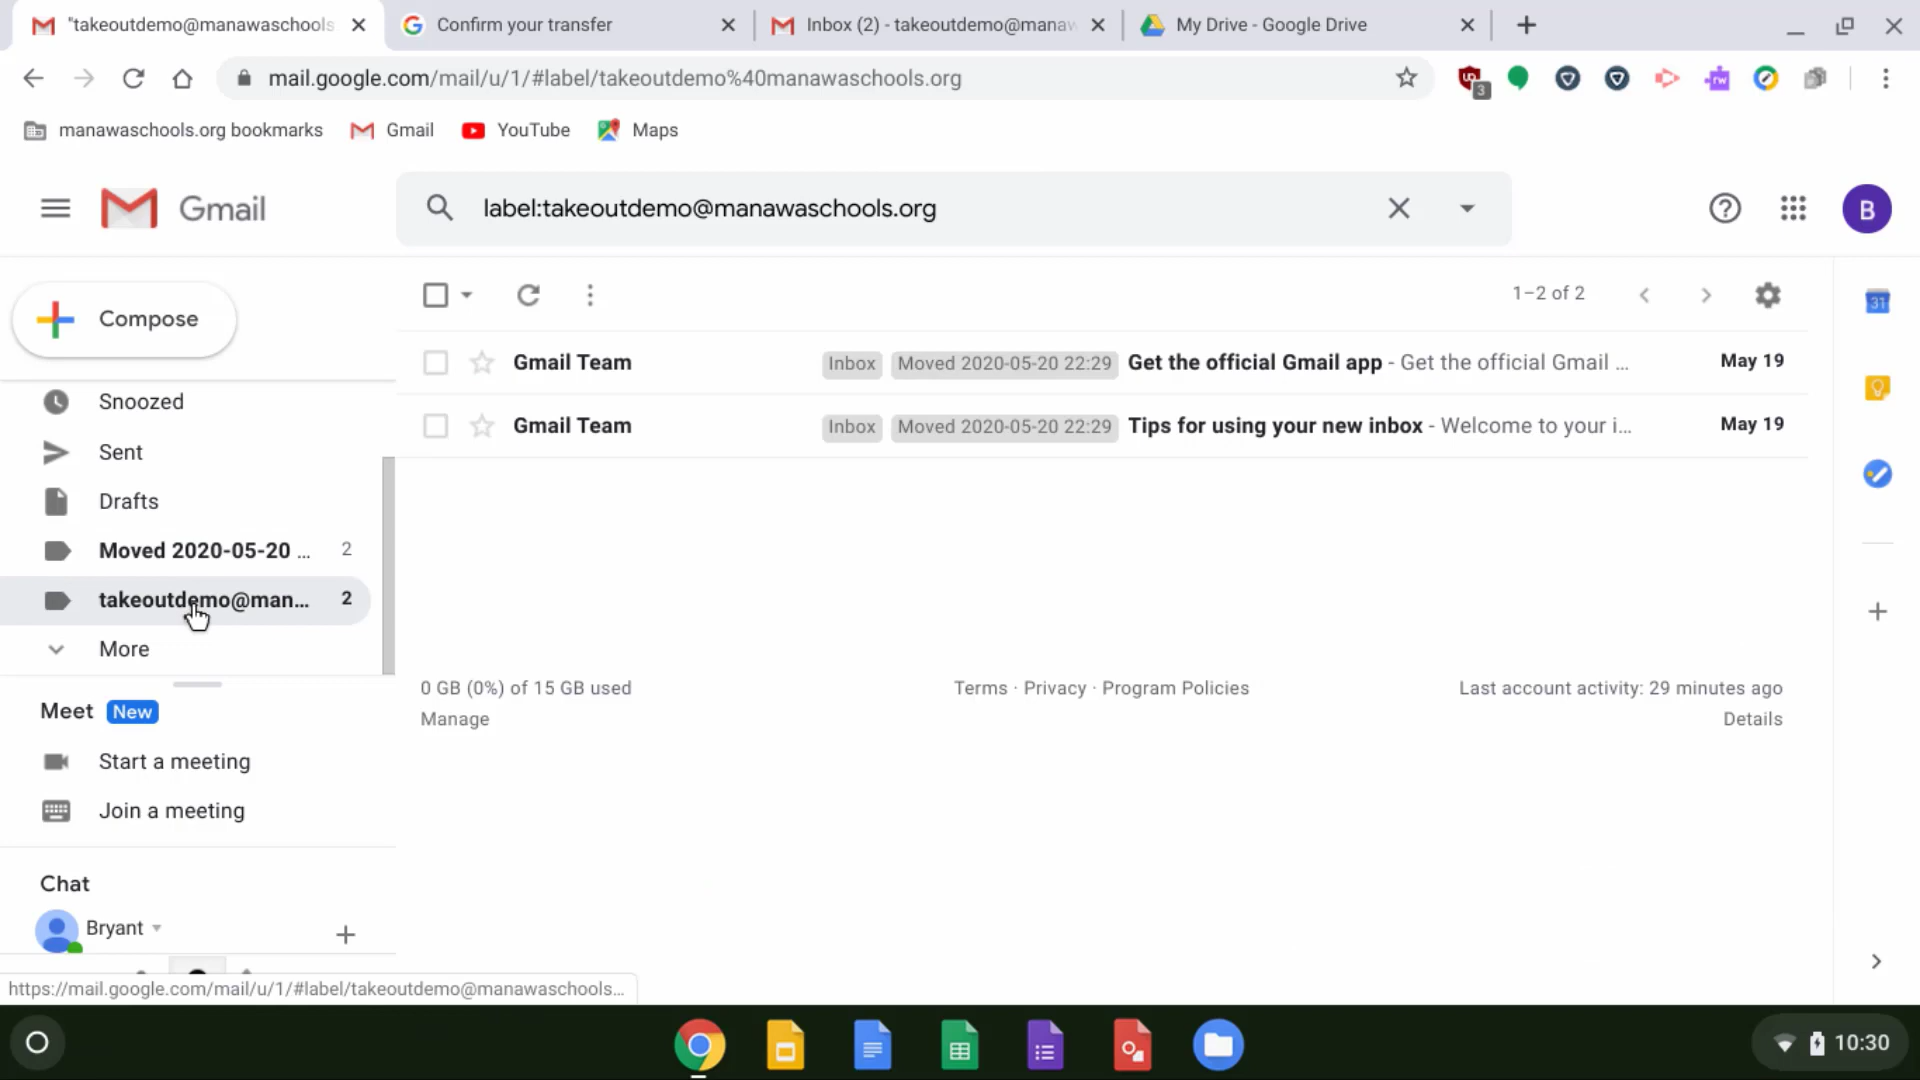 "takeoutdemo@manawaschools
Confirm your transfer
Inbox (2) - takeoutdemo@manaw
My Drive - Google Drive
mail.google.com/mail/u/1/#label/takeoutdemo%40manawaschools.org
3
rw
manawaschools.org bookmarks
Gmail
YouTube
Maps
Gmail
label:takeoutdemo@manawaschools.org
B
Compose
1–2 of 2
31
Gmail Team
Inbox
Moved 2020-05-20 22:29
Get the official Gmail app - Get the official Gmail ...
May 19
Gmail Team
Inbox
Moved 2020-05-20 22:29
Tips for using your new inbox - Welcome to your i...
May 19
Snoozed
Sent
Drafts
Moved 2020-05-20 ...
2
takeoutdemo@man...
2
More
0 GB (0%) of 15 GB used
Manage
Terms · Privacy · Program Policies
Last account activity: 29 minutes ago
Details
Meet
New
Start a meeting
Join a meeting
Chat
Bryant
https://mail.google.com/mail/u/1/#label/takeoutdemo@manawaschools...
10:30